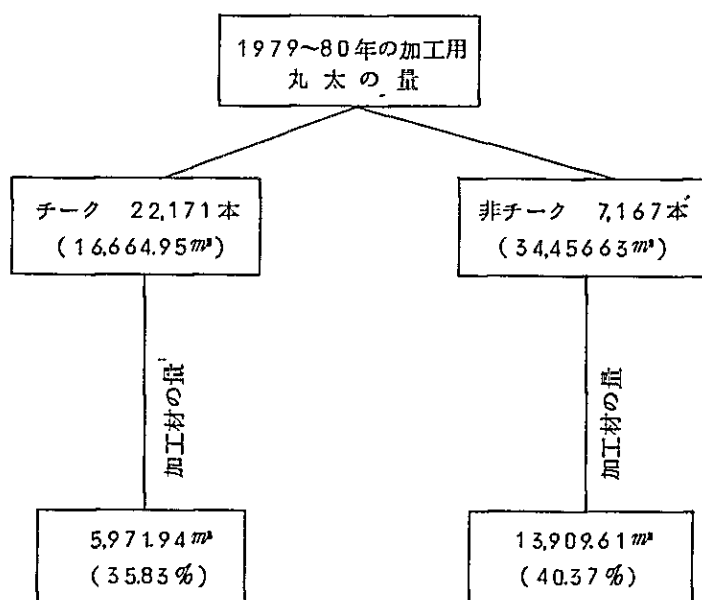 1979~80年の加工用
丸太の量
チーク 22,171本
(16,664.95m³)
非チーク 7,167本
(34,45663m³)
加工材の量
加工材の量
5,971.94m³
(35.83%)
13,909.61m³
(40.37%)